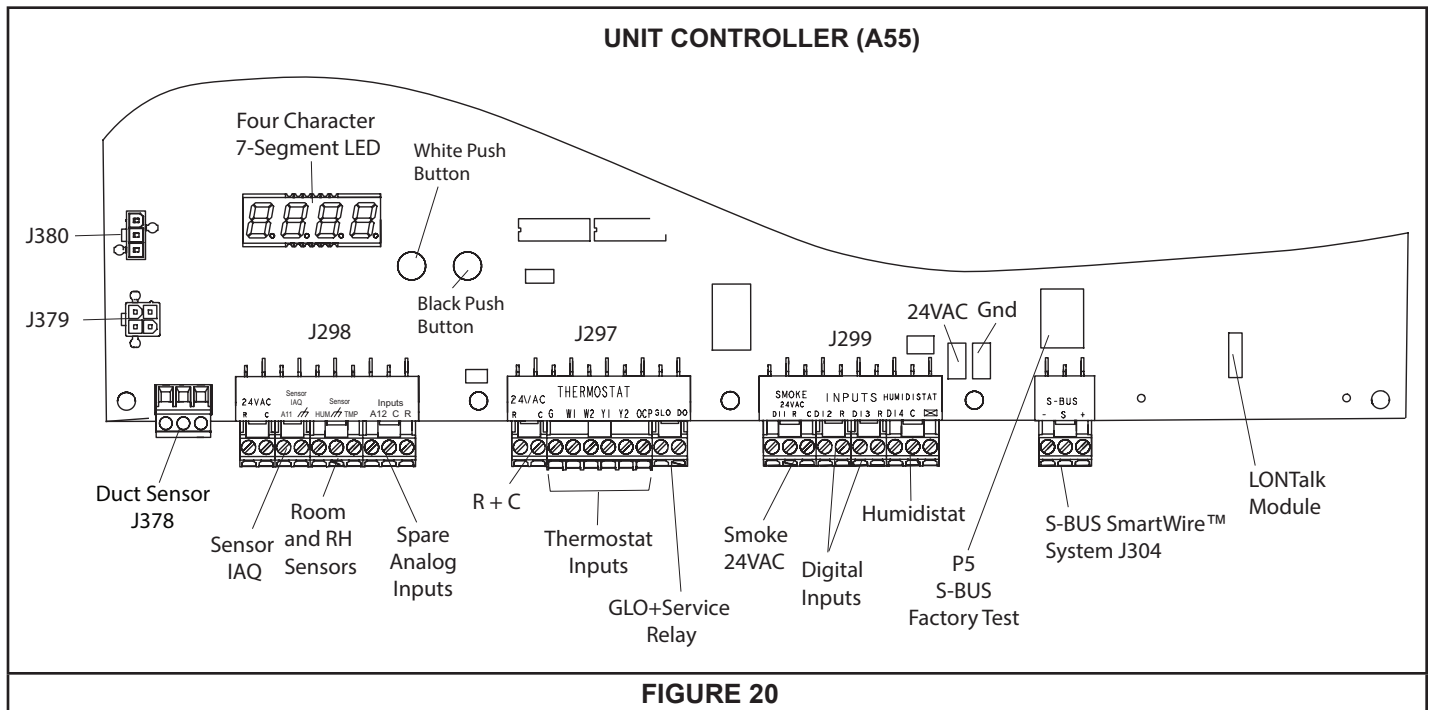 UNIT CONTROLLER (A55)
Four Character
7-Segment LED
White Push
Button
J380
J379
Black Push
Button
J298
J297
J299
24VAC Gnd
24VAC
R C
Sensor
IAQ
A11
Sensor
HUM TMP
Inputs
A12 C R
24VAC
THERMOSTAT
R C G W1 W2 Y1 Y2 OCP GLO DO
SMOKE
24VAC
INPUTS HUMIDISTAT
DI1 R C DI2 R DI3 R DI4 C
S-BUS
- S +
Duct Sensor
J378
Sensor
IAQ
Room
and RH
Sensors
Spare
Analog
Inputs
R + C
Thermostat
Inputs
GLO+Service
Relay
Smoke
24VAC
Digital
Inputs
Humidistat
P5
S-BUS
Factory Test
S-BUS SmartWire™
System J304
LONTalk
Module
FIGURE 20